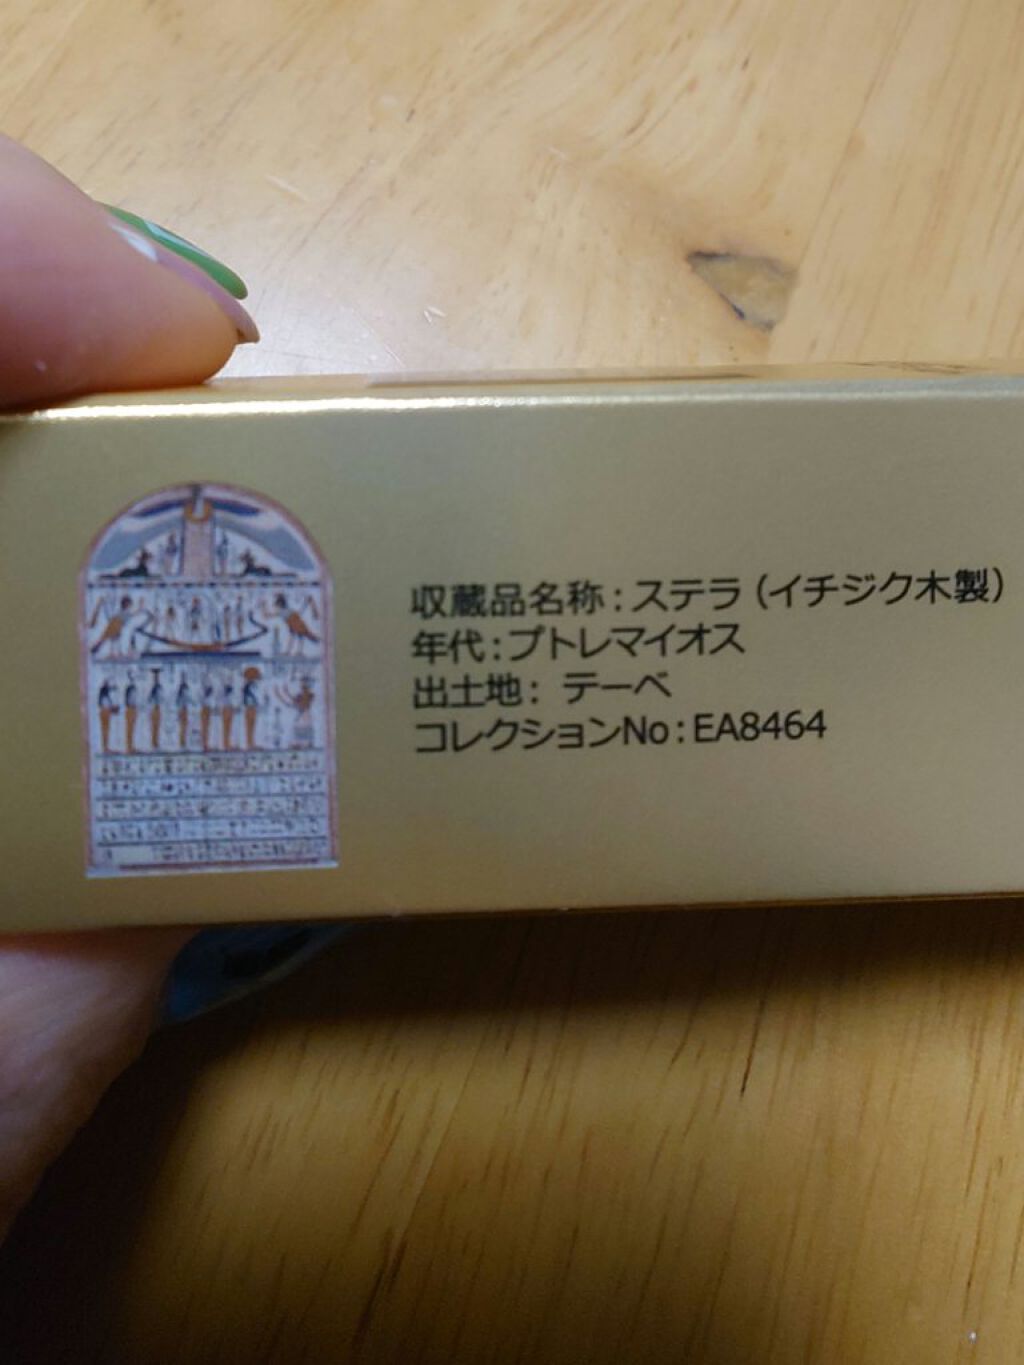 収蔵品名称：ステラ（イチジク木製）
年代：プトレマイオス
出土地： テーベ
コレクションNo：EA8464